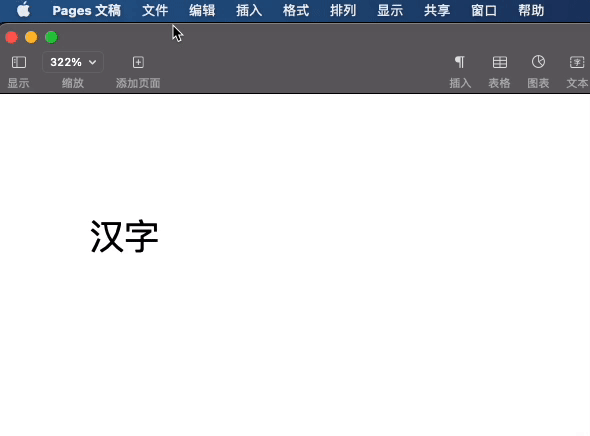 Pages 文稿 文件 编辑 插入 格式 排列 显示 共享 窗口 帮助
322%
显示 缩放 添加页面 插入 表格 图表 文本
汉字